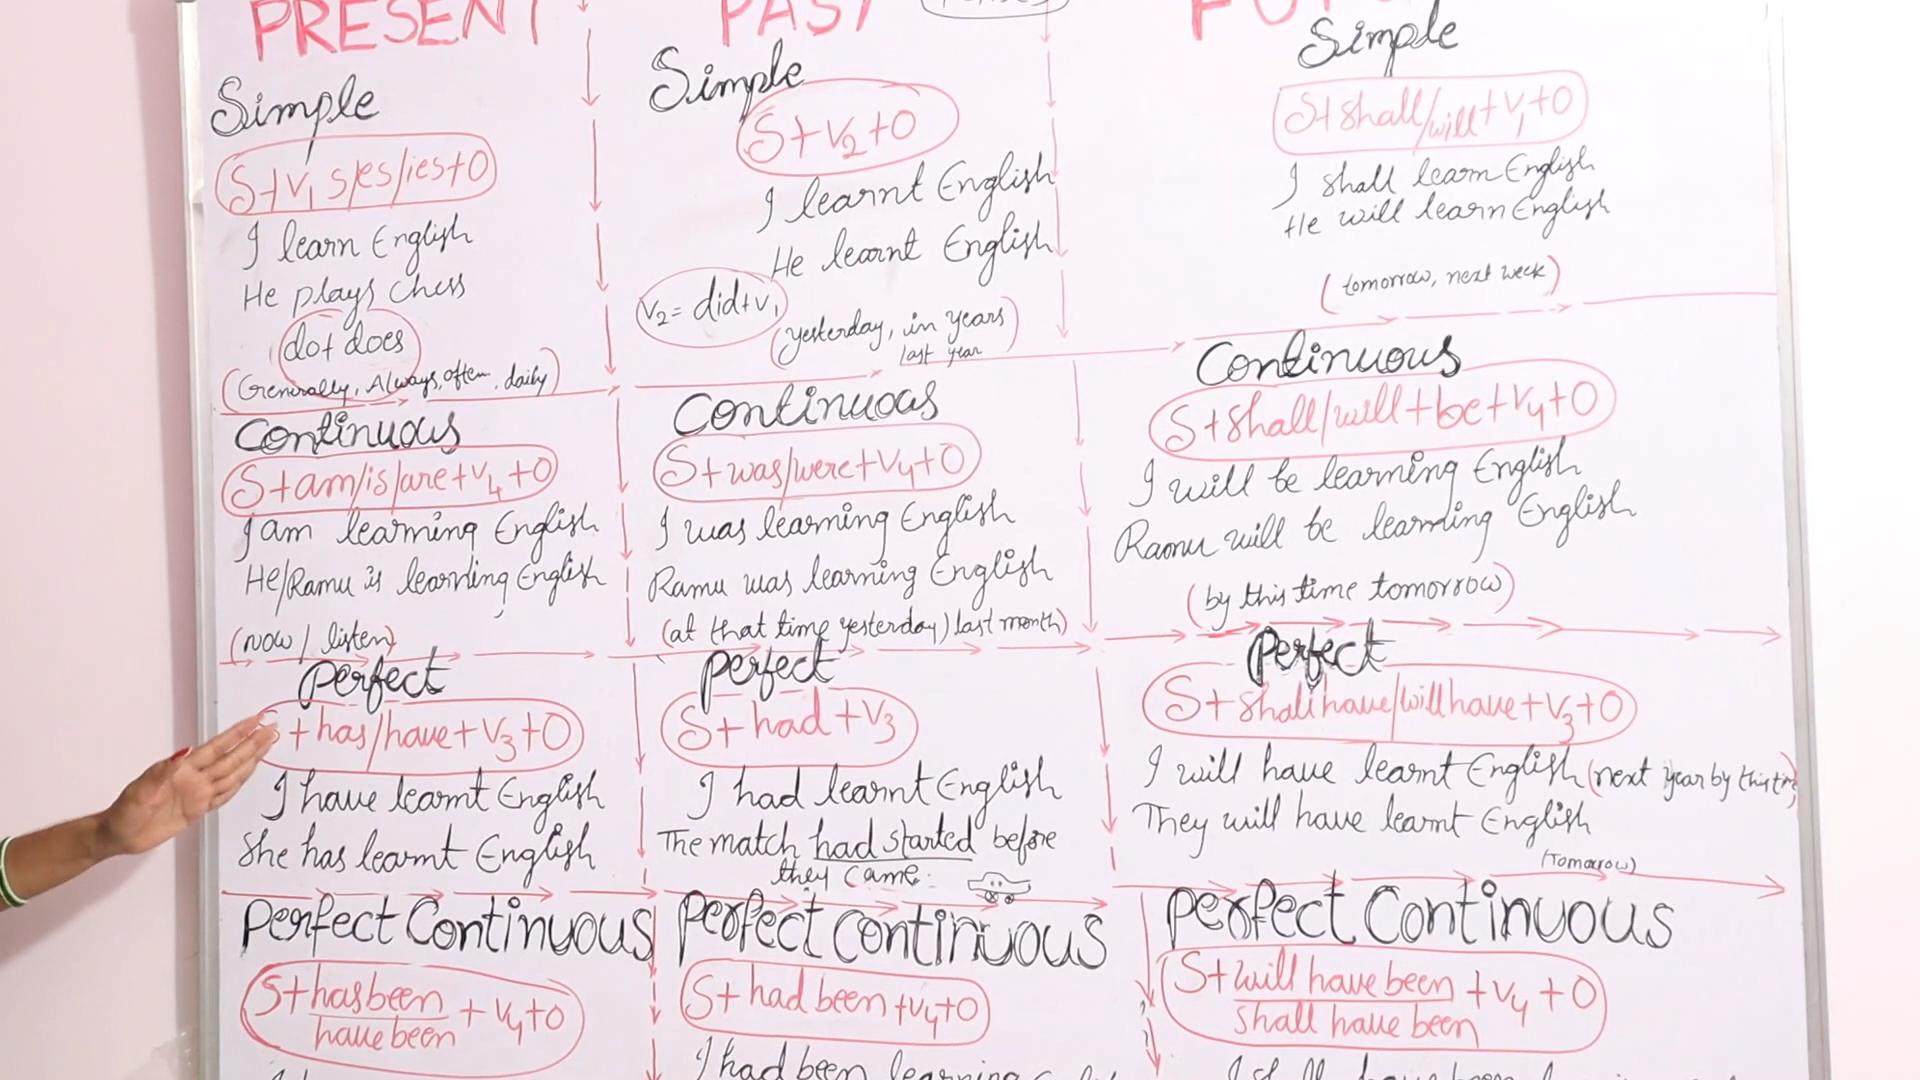 PRESENT
Simple
S+V1 s/es/ies+O
I learn English
He plays chess
do+does
(Generally, Always, often, daily)
Continuous
S+am/is/are+V4+O
I am learning English
He/Ramu is learning English
(now / listen)
Perfect
S+has/have+V3+O
I have learnt English
She has learnt English
Perfect Continuous
S+has been
have been
+ V4+O
PAST
Simple
S+V2+O
I learnt English
He learnt English
V2= did+V1
(yesterday, in years)
last year
Continuous
S+was/were+V4+O
I was learning English
Ramu was learning English
(at that time yesterday) last month)
Perfect
S+had+V3
I had learnt English
The match had started before
they came.
Perfect Continuous
S+had been+V4+O
I had been learning
Simple
S+shall/will+V1+O
I shall learn English
He will learn English
(tomorrow, next week)
Continuous
S+shall/will+be+V4+O
I will be learning English
Ramu will be learning English
(by this time tomorrow)
Perfect
S+shall have/will have+V3+O
I will have learnt English (next year by this
They will have learnt English
(Tomorrow)
Perfect Continuous
S+will have been
shall have been
+V4+O